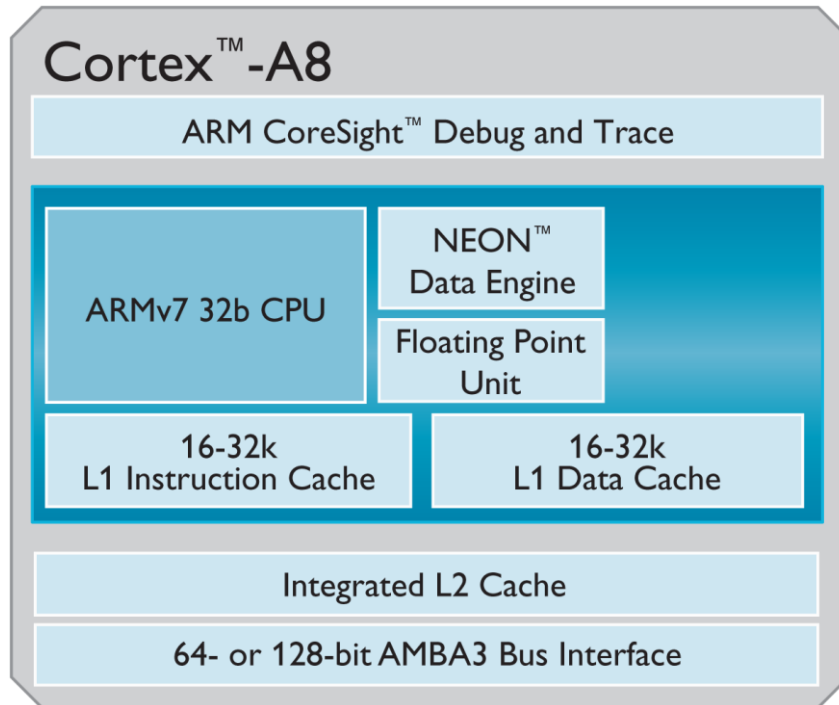 Cortex™-A8
ARM CoreSight™ Debug and Trace
ARMv7 32b CPU
NEON™
Data Engine
Floating Point
Unit
16-32k
L1 Instruction Cache
16-32k
L1 Data Cache
Integrated L2 Cache
64- or 128-bit AMBA3 Bus Interface